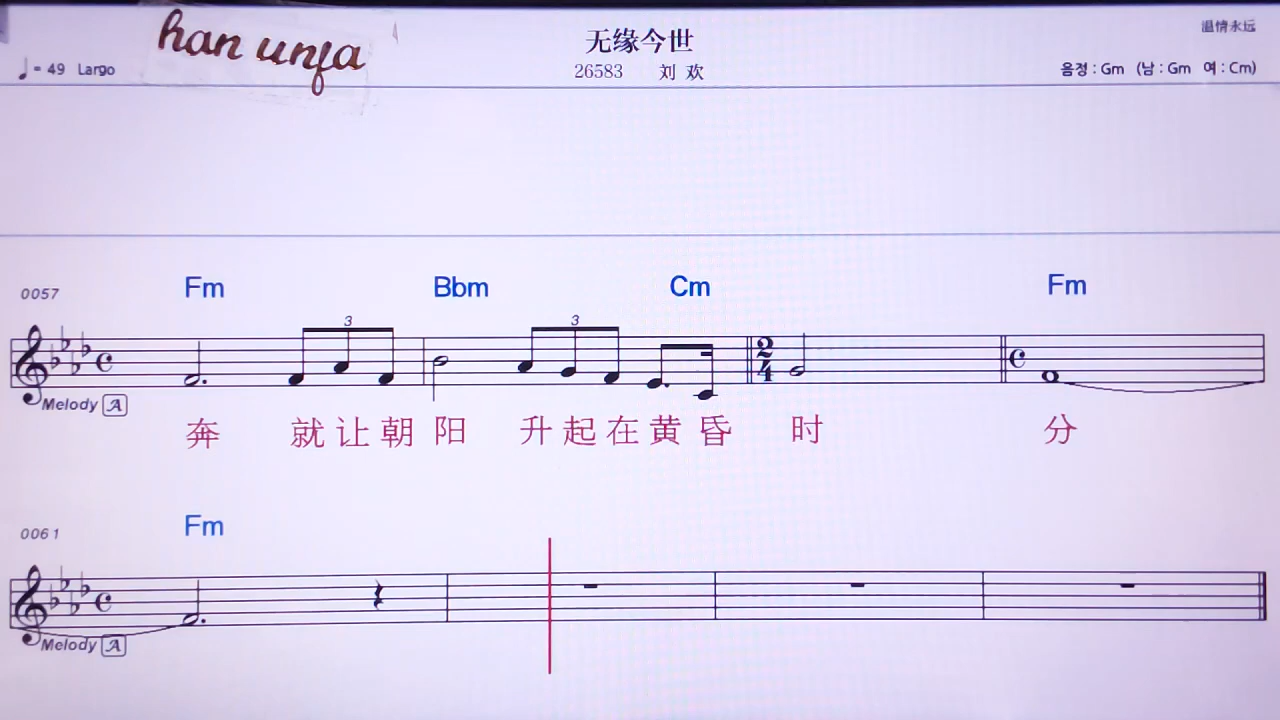 han unfa
无缘今世
温情永远
♩= 49 Largo
26583 刘 欢
음정 : Gm (남 : Gm 여 : Cm)
0057 Fm Bbm Cm Fm
3 3
2
4
Melody A
奔 就让朝阳 升起在黄昏 时 分
0061 Fm
Melody A